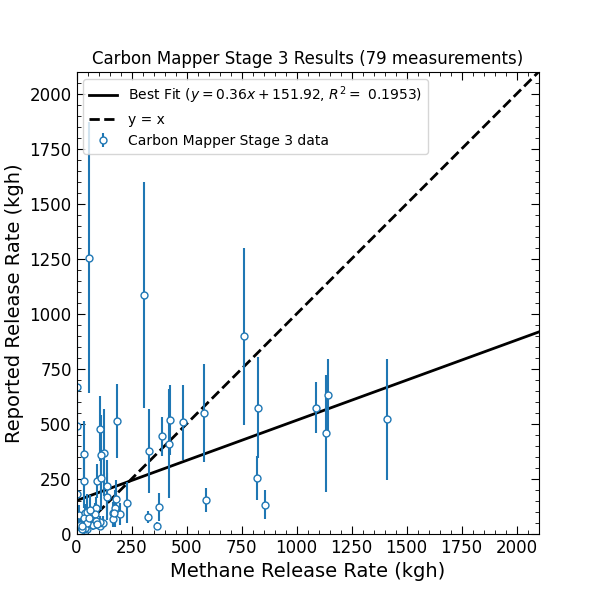 Carbon Mapper Stage 3 Results (79 measurements)
Best Fit (y = 0.36x + 151.92, R² = 0.1953)
y = x
Carbon Mapper Stage 3 data
Reported Release Rate (kgh)
2000
1750
1500
1250
1000
750
500
250
0
0 250 500 750 1000 1250 1500 1750 2000
Methane Release Rate (kgh)